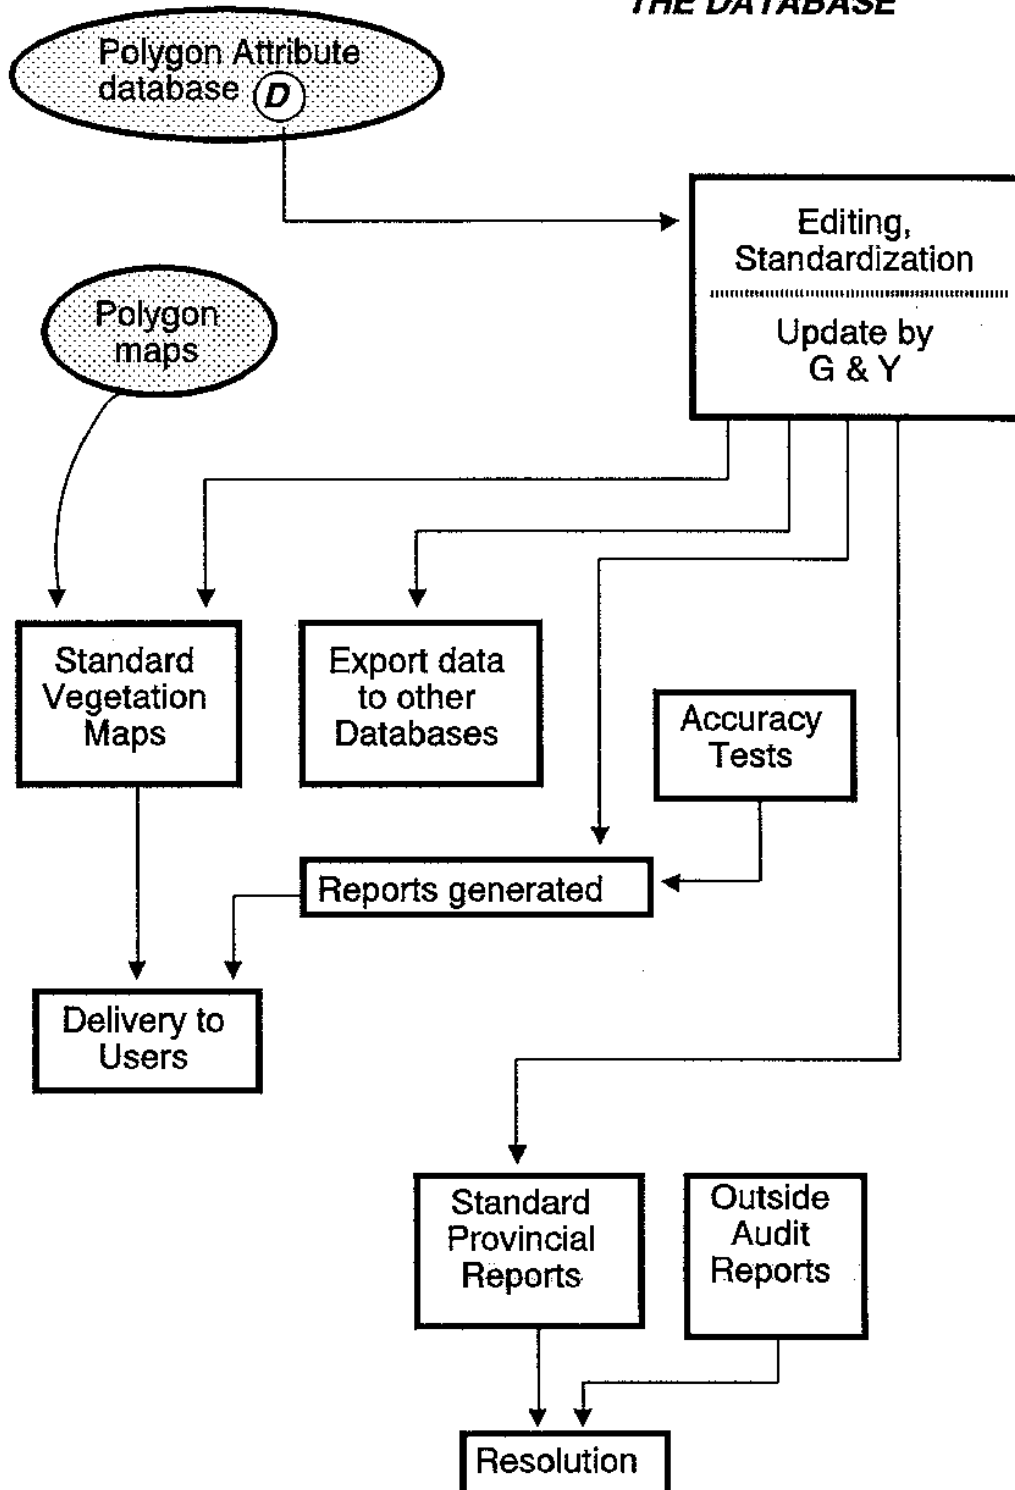 THE DATABASE
Polygon Attribute
database D
Editing,
Standardization
Update by
G & Y
Polygon
maps
Standard
Vegetation
Maps
Export data
to other
Databases
Accuracy
Tests
Reports generated
Delivery to
Users
Standard
Provincial
Reports
Outside
Audit
Reports
Resolution